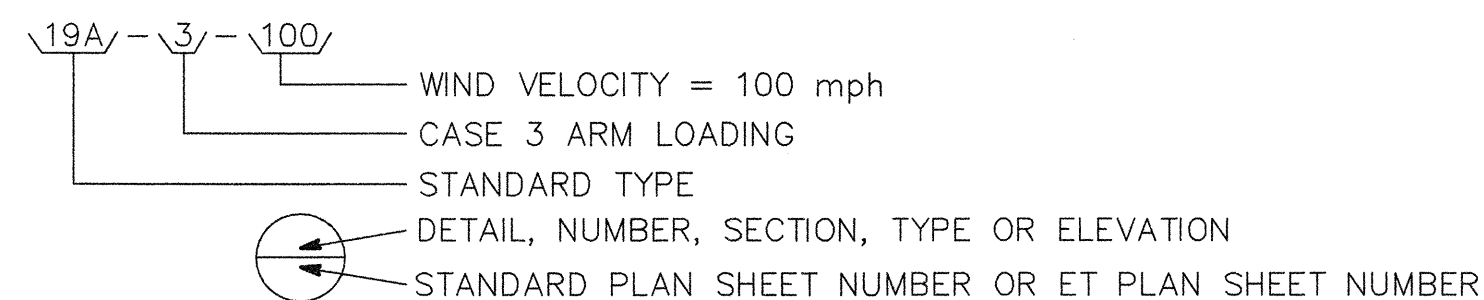 19A-3-100
WIND VELOCITY = 100 mph
CASE 3 ARM LOADING
STANDARD TYPE
DETAIL, NUMBER, SECTION, TYPE OR ELEVATION
STANDARD PLAN SHEET NUMBER OR ET PLAN SHEET NUMBER